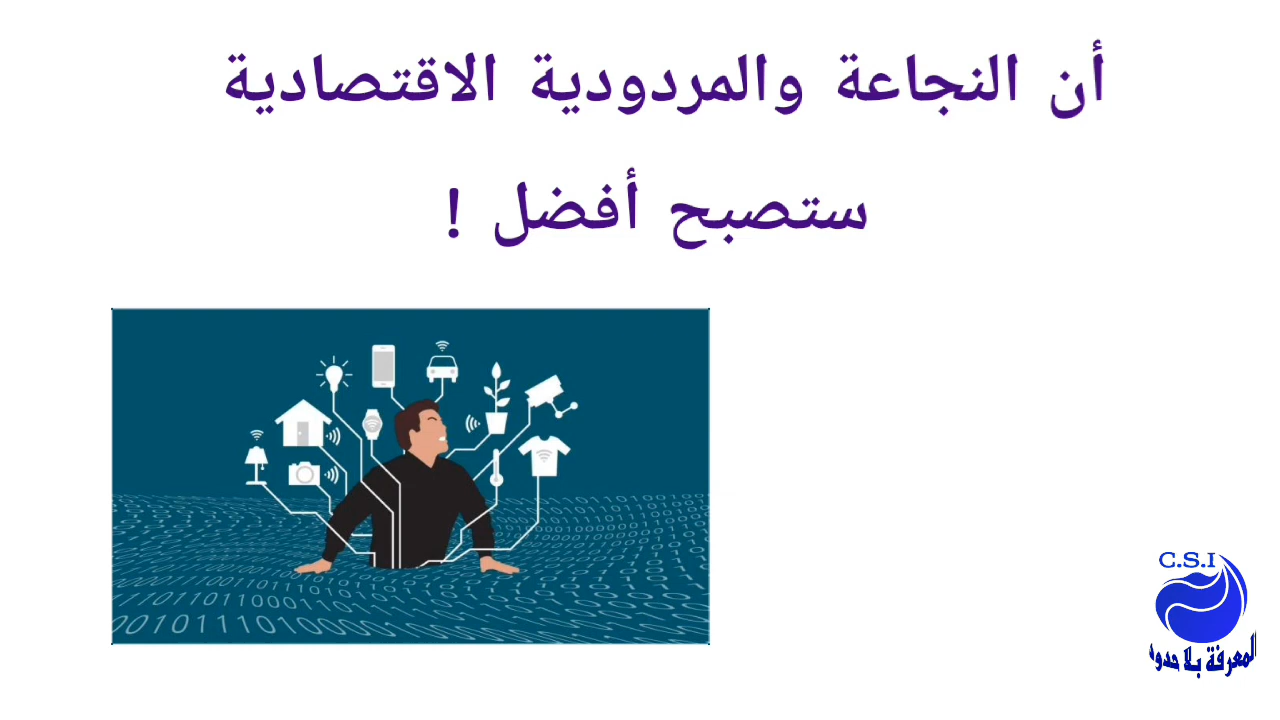 أن النجاعة والمردودية الاقتصادية
ستصبح أفضل !
C.S.I
المعرفة بلا حدود